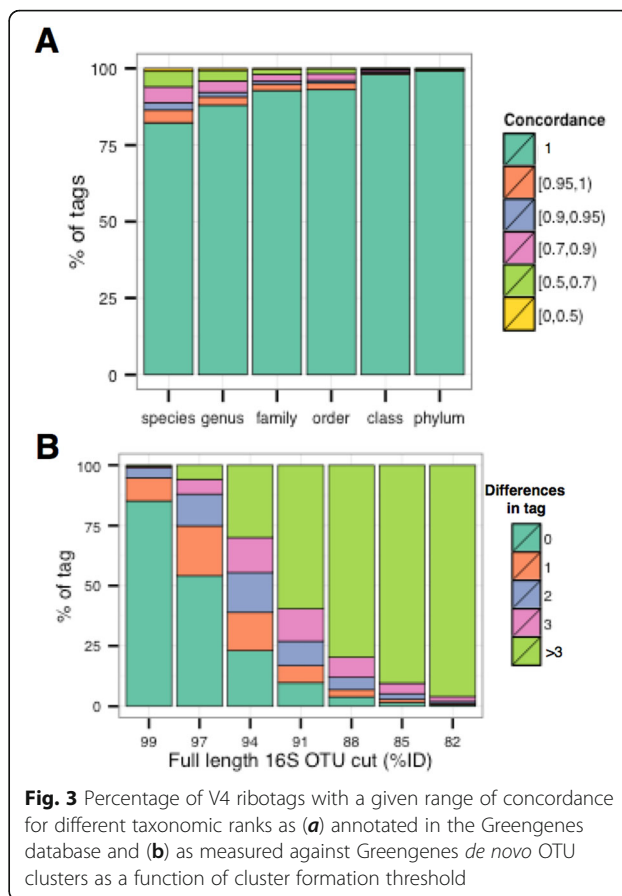 A
100
75
50
25
0
% of tags
species genus family order class phylum
Concordance
1
[0.95,1)
[0.9,0.95)
[0.7,0.9)
[0.5,0.7)
[0,0.5)
B
100
75
50
25
0
% of tag
99 97 94 91 88 85 82
Full length 16S OTU cut (%ID)
Differences
in tag
0
1
2
3
>3
Fig. 3 Percentage of V4 ribotags with a given range of concordance
for different taxonomic ranks as (a) annotated in the Greengenes
database and (b) as measured against Greengenes de novo OTU
clusters as a function of cluster formation threshold